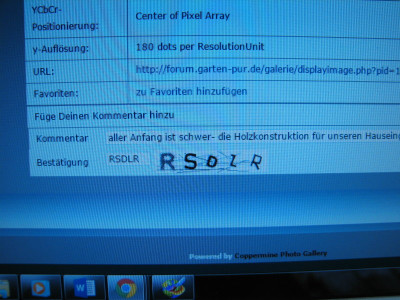 YCbCr-
Positionierung: Center of Pixel Array
y-Auflösung: 180 dots per ResolutionUnit
URL: http://forum.garten-pur.de/galerie/displayimage.php?pid=
Favoriten: zu Favoriten hinzufügen
Füge Deinen Kommentar hinzu
Kommentar aller Anfang ist schwer- die Holzkonstruktion für unseren Hausein
Bestätigung RSDLR RSDLR
Powered by Coppermine Photo Gallery
W